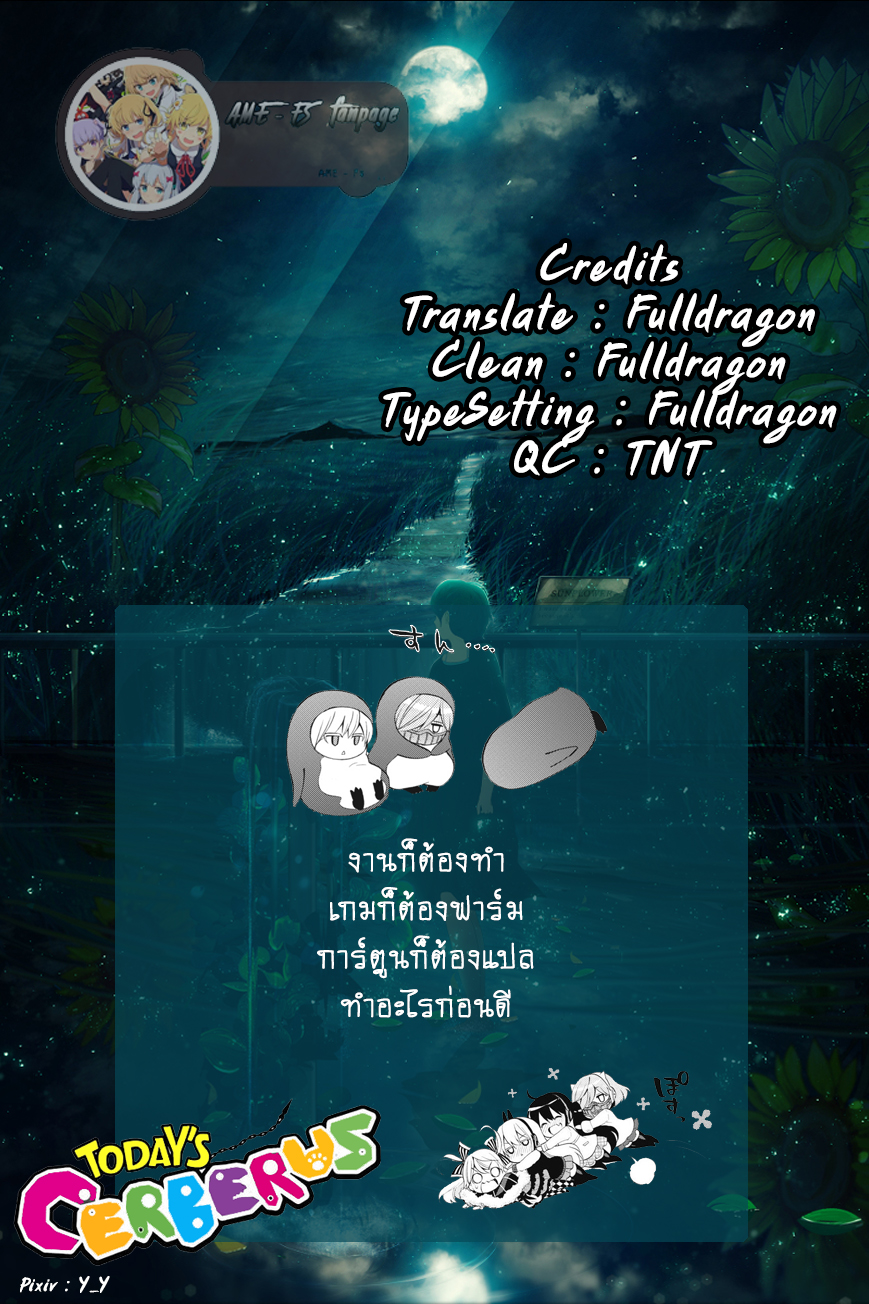 AME - FS fanpage
AME - FS
Credits
Translate : Fulldragon
Clean : Fulldragon
TypeSetting : Fulldragon
QC : TNT
SUNFLOWER
すん....
งานก็ต้องทำ
เกมก็ต้องฟาร์ม
การ์ตูนก็ต้องแปล
ทำอะไรก่อนดี
ぽす
TODAY'S
CERBERUS
Pixiv : Y_Y